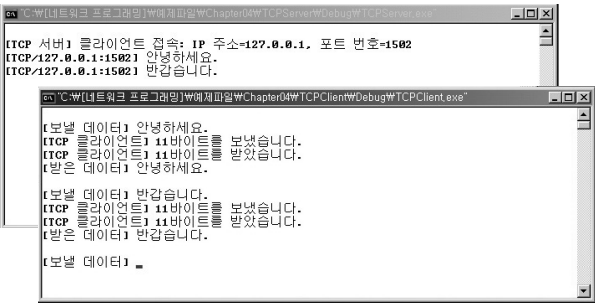 "C:\[네트워크 프로그래밍]\예제파일\Chapter04\TCPServer\Debug\TCPServer.exe
[TCP 서버] 클라이언트 접속: IP 주소=127.0.0.1, 포트 번호=1502
[TCP/127.0.0.1:1502] 안녕하세요.
[TCP/127.0.0.1:1502] 반갑습니다.
"C:\[네트워크 프로그래밍]\예제파일\Chapter04\TCPClient\Debug\TCPClient.exe"
[보낼 데이터] 안녕하세요.
[TCP 클라이언트] 11바이트를 보냈습니다.
[TCP 클라이언트] 11바이트를 받았습니다.
[받은 데이터] 안녕하세요.
[보낼 데이터] 반갑습니다.
[TCP 클라이언트] 11바이트를 보냈습니다.
[TCP 클라이언트] 11바이트를 받았습니다.
[받은 데이터] 반갑습니다.
[보낼 데이터] _